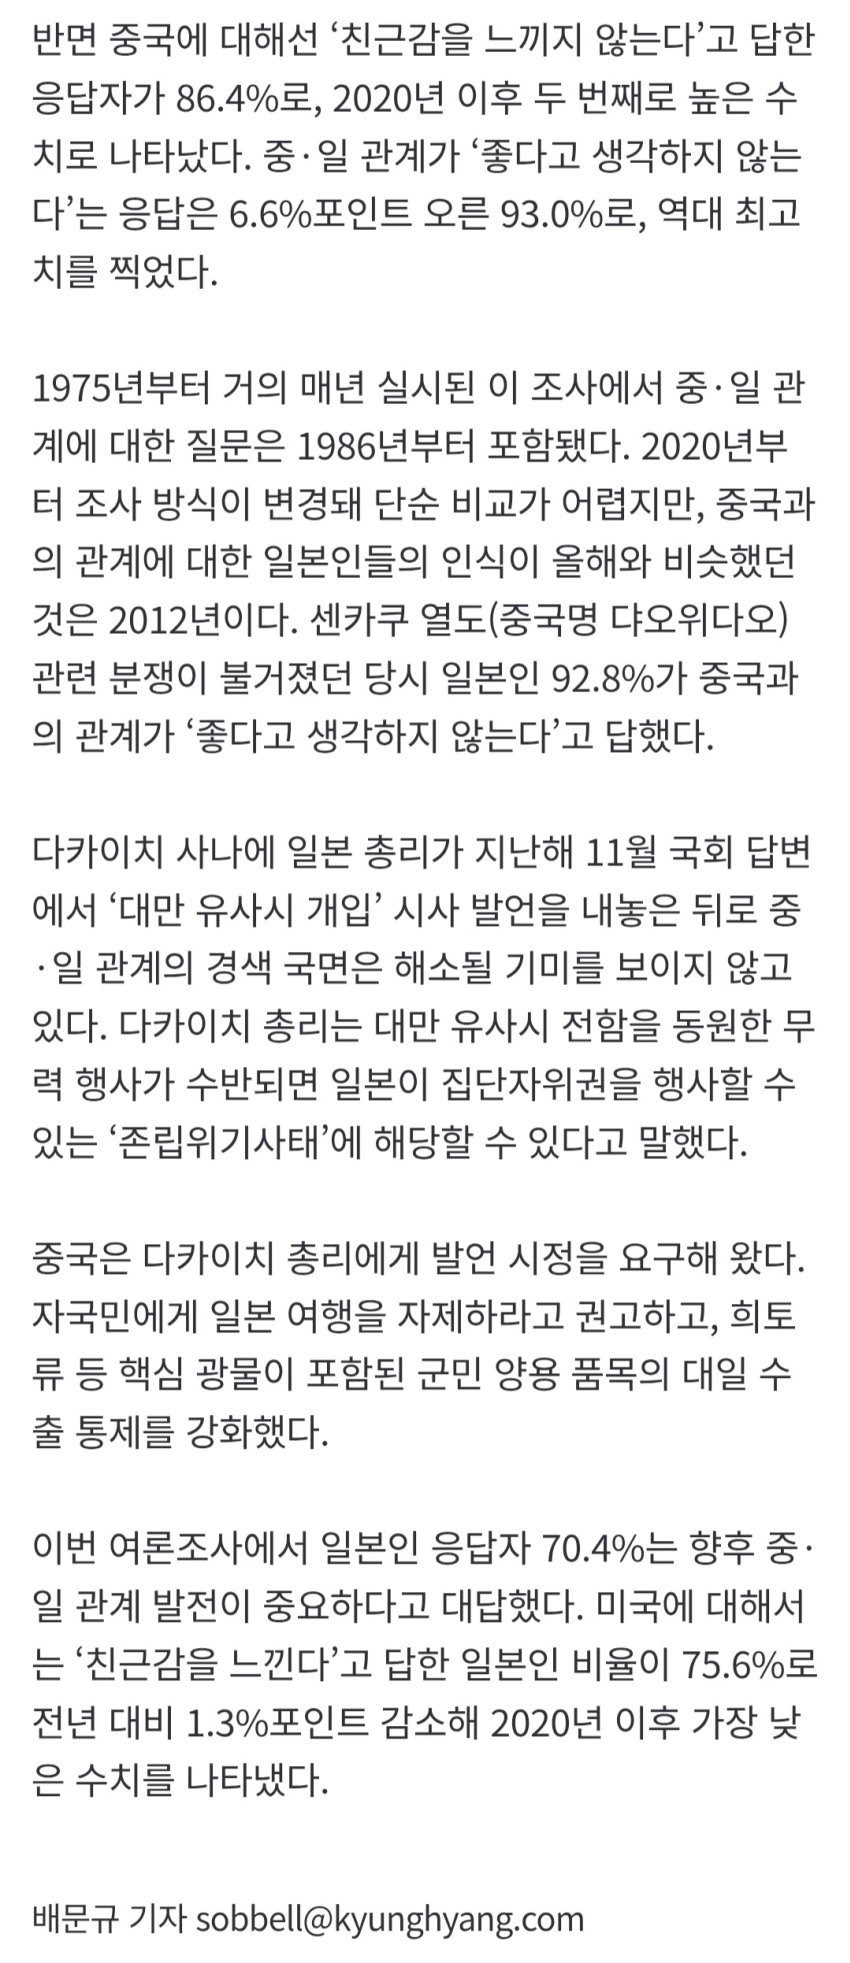 반면 중국에 대해선 ‘친근감을 느끼지 않는다’고 답한
응답자가 86.4%로, 2020년 이후 두 번째로 높은 수
치로 나타났다. 중·일 관계가 ‘좋다고 생각하지 않는
다’는 응답은 6.6%포인트 오른 93.0%로, 역대 최고
치를 찍었다.
1975년부터 거의 매년 실시된 이 조사에서 중·일 관
계에 대한 질문은 1986년부터 포함됐다. 2020년부
터 조사 방식이 변경돼 단순 비교가 어렵지만, 중국과
의 관계에 대한 일본인들의 인식이 올해와 비슷했던
것은 2012년이다. 센카쿠 열도(중국명 댜오위다오)
관련 분쟁이 불거졌던 당시 일본인 92.8%가 중국과
의 관계가 ‘좋다고 생각하지 않는다’고 답했다.
다카이치 사나에 일본 총리가 지난해 11월 국회 답변
에서 ‘대만 유사시 개입’ 시사 발언을 내놓은 뒤로 중
·일 관계의 경색 국면은 해소될 기미를 보이지 않고
있다. 다카이치 총리는 대만 유사시 전함을 동원한 무
력 행사가 수반되면 일본이 집단자위권을 행사할 수
있는 ‘존립위기사태’에 해당할 수 있다고 말했다.
중국은 다카이치 총리에게 발언 시정을 요구해 왔다.
자국민에게 일본 여행을 자제하라고 권고하고, 희토
류 등 핵심 광물이 포함된 군민 양용 품목의 대일 수
출 통제를 강화했다.
이번 여론조사에서 일본인 응답자 70.4%는 향후 중·
일 관계 발전이 중요하다고 대답했다. 미국에 대해서
는 ‘친근감을 느낀다’고 답한 일본인 비율이 75.6%로
전년 대비 1.3%포인트 감소해 2020년 이후 가장 낮
은 수치를 나타냈다.
배문규 기자 sobbell@kyunghyang.com